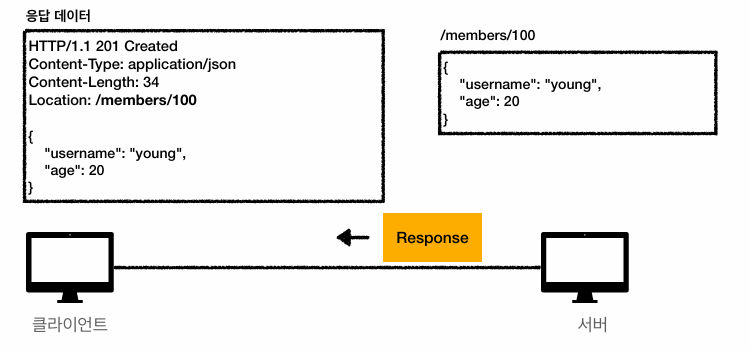 응답 데이터
HTTP/1.1 201 Created
Content-Type: application/json
Content-Length: 34
Location: /members/100
{
"username": "young",
"age": 20
}
/members/100
{
"username": "young",
"age": 20
}
Response
클라이언트
서버